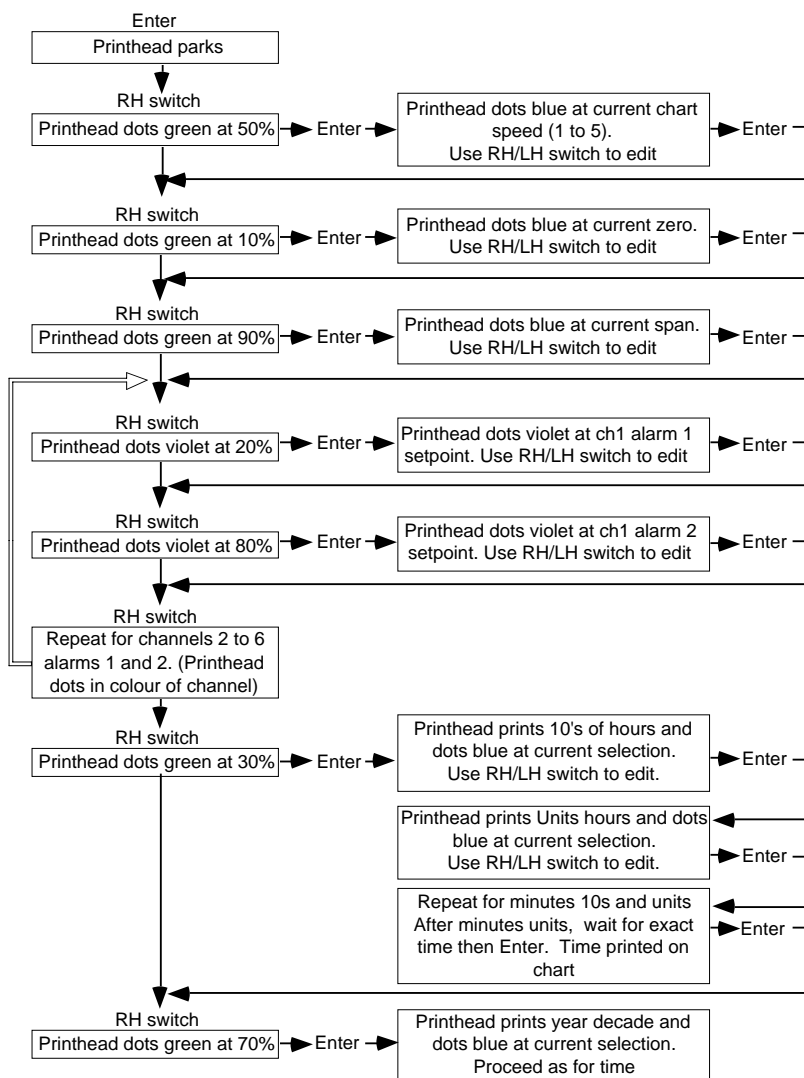 Enter
Printhead parks
RH switch
Printhead dots green at 50%
Enter
Printhead dots blue at current chart
speed (1 to 5).
Use RH/LH switch to edit
Enter
RH switch
Printhead dots green at 10%
Enter
Printhead dots blue at current zero.
Use RH/LH switch to edit
Enter
RH switch
Printhead dots green at 90%
Enter
Printhead dots blue at current span.
Use RH/LH switch to edit
Enter
RH switch
Printhead dots violet at 20%
Enter
Printhead dots violet at ch1 alarm 1
setpoint. Use RH/LH switch to edit
Enter
RH switch
Printhead dots violet at 80%
Enter
Printhead dots violet at ch1 alarm 2
setpoint. Use RH/LH switch to edit
Enter
RH switch
Repeat for channels 2 to 6
alarms 1 and 2. (Printhead
dots in colour of channel)
RH switch
Printhead dots green at 30%
Enter
Printhead prints 10's of hours and
dots blue at current selection.
Use RH/LH switch to edit.
Enter
Printhead prints Units hours and dots
blue at current selection.
Use RH/LH switch to edit.
Enter
Repeat for minutes 10s and units
After minutes units, wait for exact
time then Enter. Time printed on
chart
Enter
RH switch
Printhead dots green at 70%
Enter
Printhead prints year decade and
dots blue at current selection.
Proceed as for time